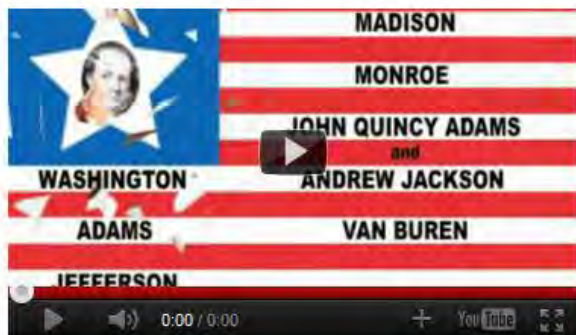 MADISON
MONROE
JOHN QUINCY ADAMS
and
WASHINGTON ANDREW JACKSON
ADAMS VAN BUREN
JEFFERSON
0:00 / 0:00 YouTube